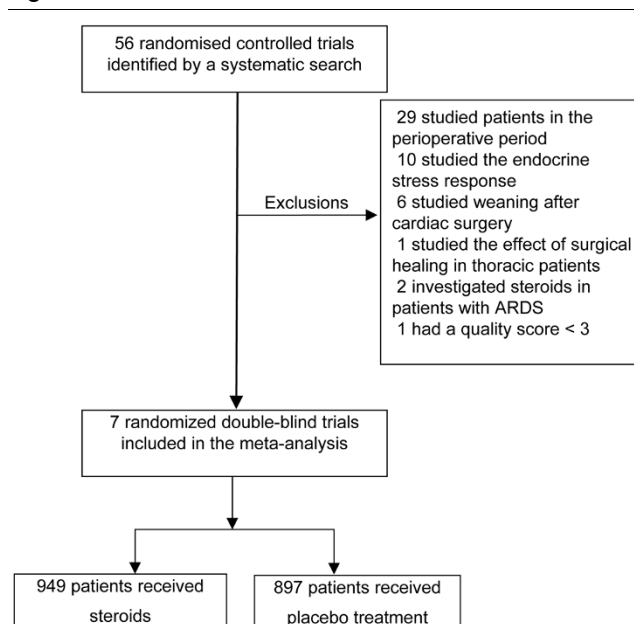 56 randomised controlled trials
identified by a systematic search
29 studied patients in the
perioperative period
10 studied the endocrine
stress response
6 studied weaning after
cardiac surgery
1 studied the effect of surgical
healing in thoracic patients
2 investigated steroids in
patients with ARDS
1 had a quality score < 3
Exclusions
7 randomized double-blind trials
included in the meta-analysis
949 patients received
steroids
897 patients received
placebo treatment